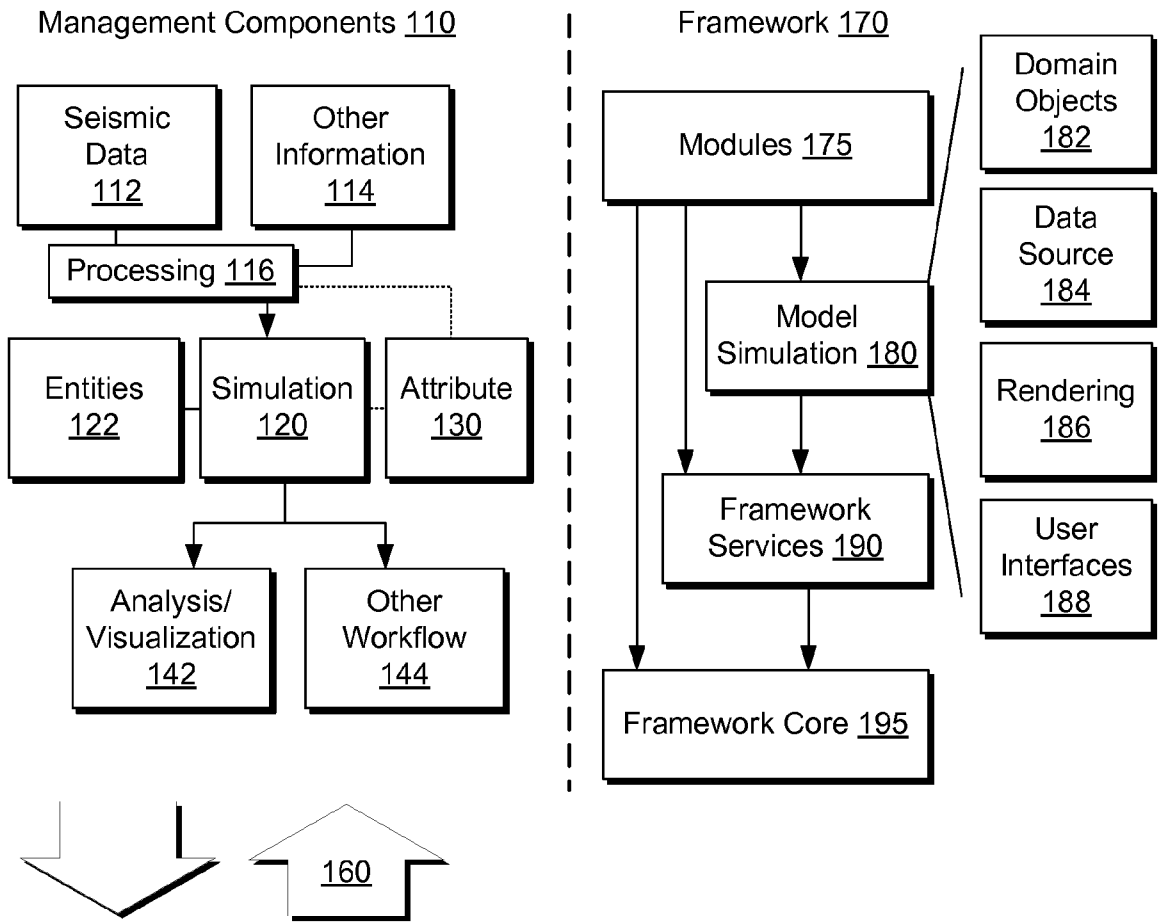 Management Components 110
Seismic
Data
112
Other
Information
114
Processing 116
Entities
122
Simulation
120
Attribute
130
Analysis/
Visualization
142
Other
Workflow
144
160
Framework 170
Modules 175
Model
Simulation 180
Framework
Services 190
Framework Core 195
Domain
Objects
182
Data
Source
184
Rendering
186
User
Interfaces
188